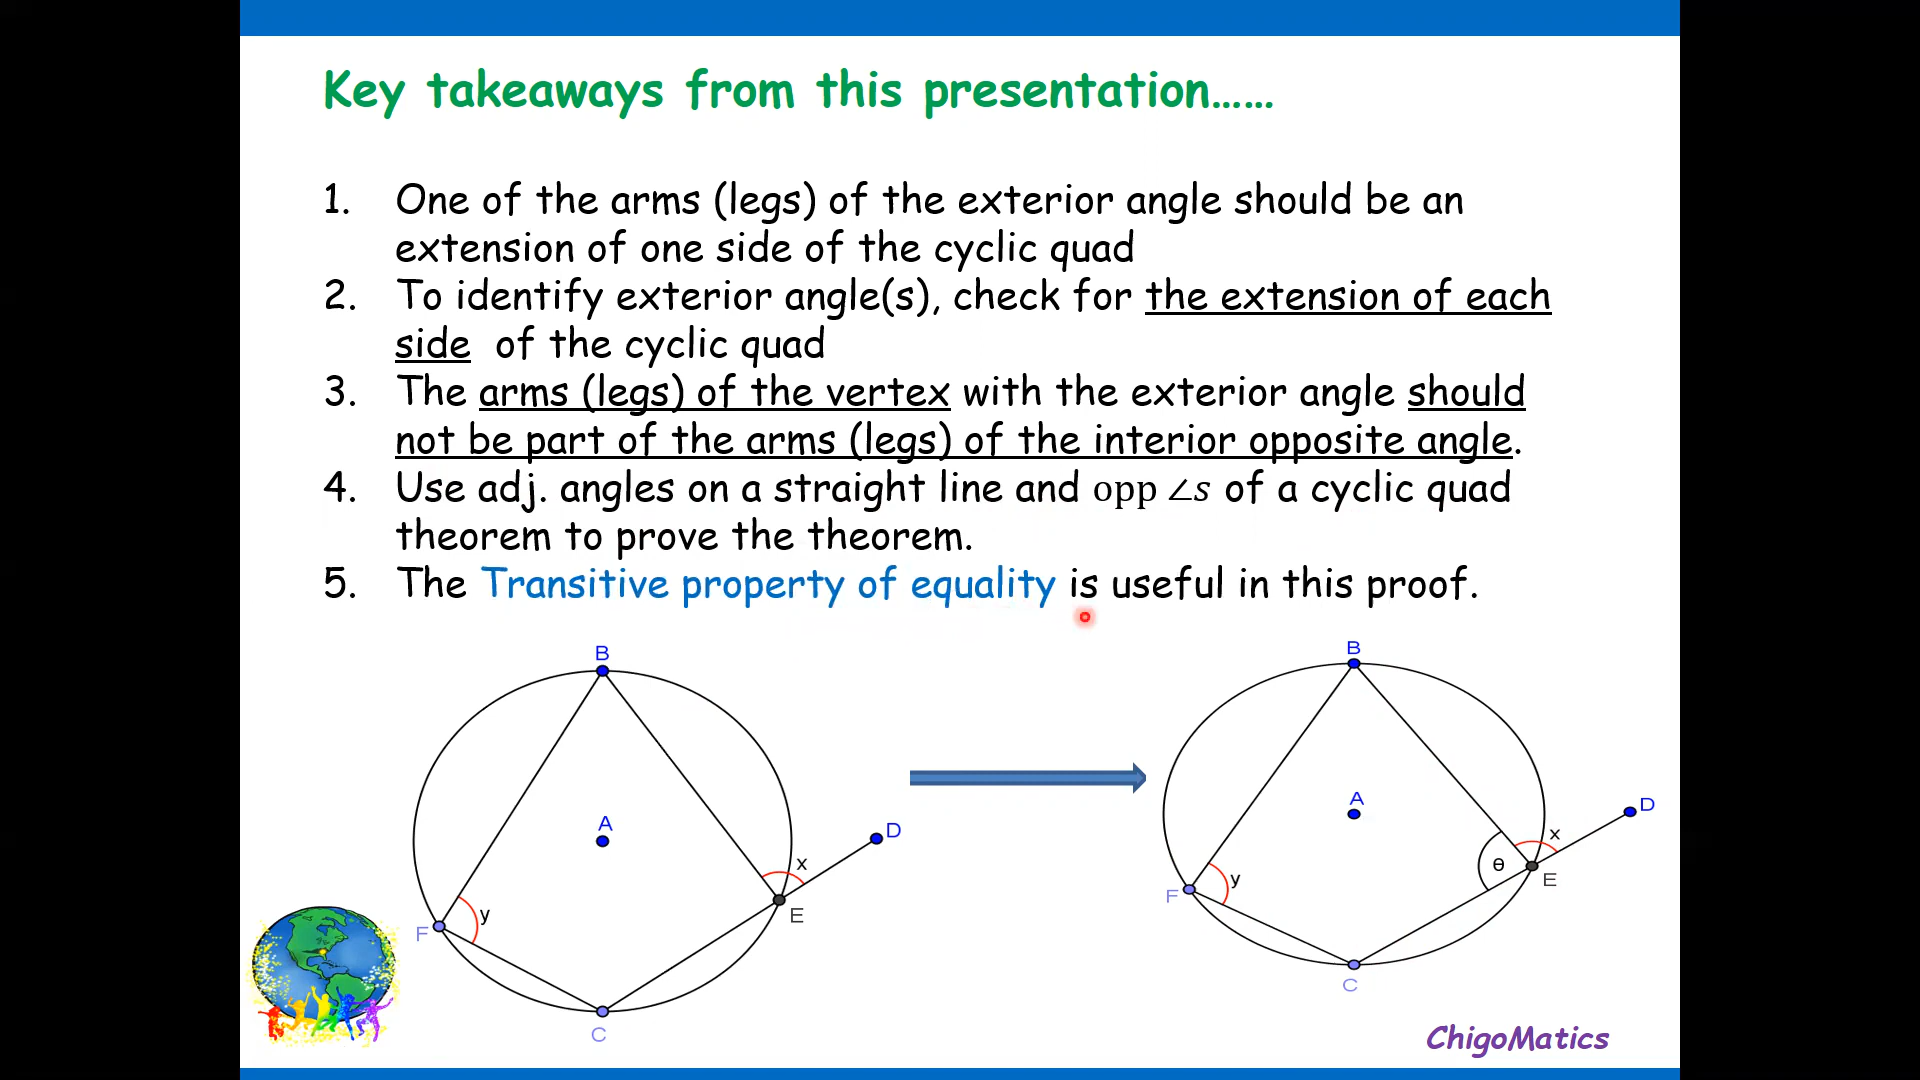 Key takeaways from this presentation……
1. One of the arms (legs) of the exterior angle should be an
extension of one side of the cyclic quad
2. To identify exterior angle(s), check for the extension of each
side of the cyclic quad
3. The arms (legs) of the vertex with the exterior angle should
not be part of the arms (legs) of the interior opposite angle.
4. Use adj. angles on a straight line and opp ∠s of a cyclic quad
theorem to prove the theorem.
5. The Transitive property of equality is useful in this proof.
B
A
D
x
E
y
F
C
B
A
D
x
θ
E
y
F
C
ChigoMatics